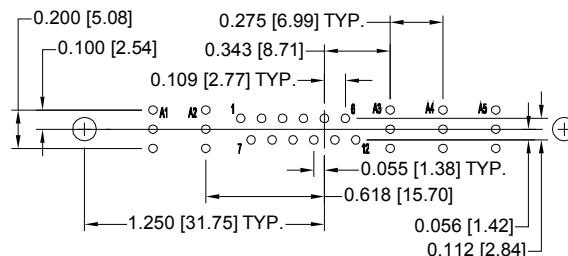 0.200 [5.08]
0.275 [6.99] TYP.
0.100 [2.54]
0.343 [8.71]
0.109 [2.77] TYP.
A1 A2 1 6 A3 A4 A5
7 12
0.055 [1.38] TYP.
0.618 [15.70]
1.250 [31.75] TYP.
0.056 [1.42]
0.112 [2.84]